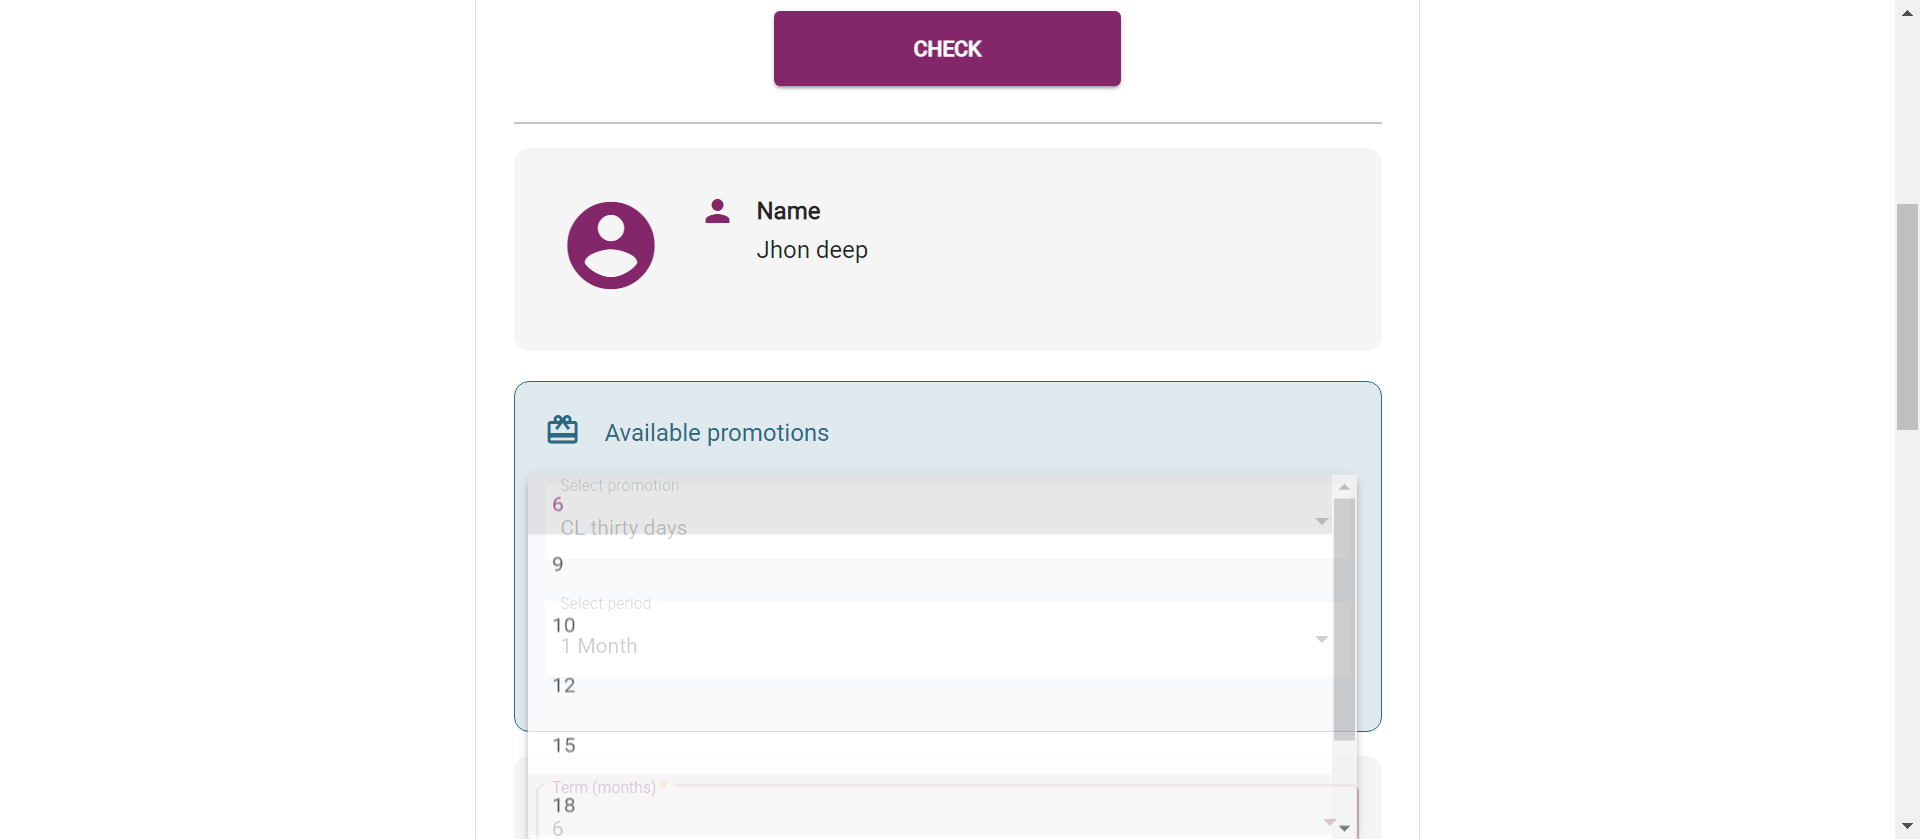 CHECK
Name
Jhon deep
Available promotions
Select promotion
6
CL thirty days
9
Select period
10
1 Month
12
15
Term (months) *
18
6